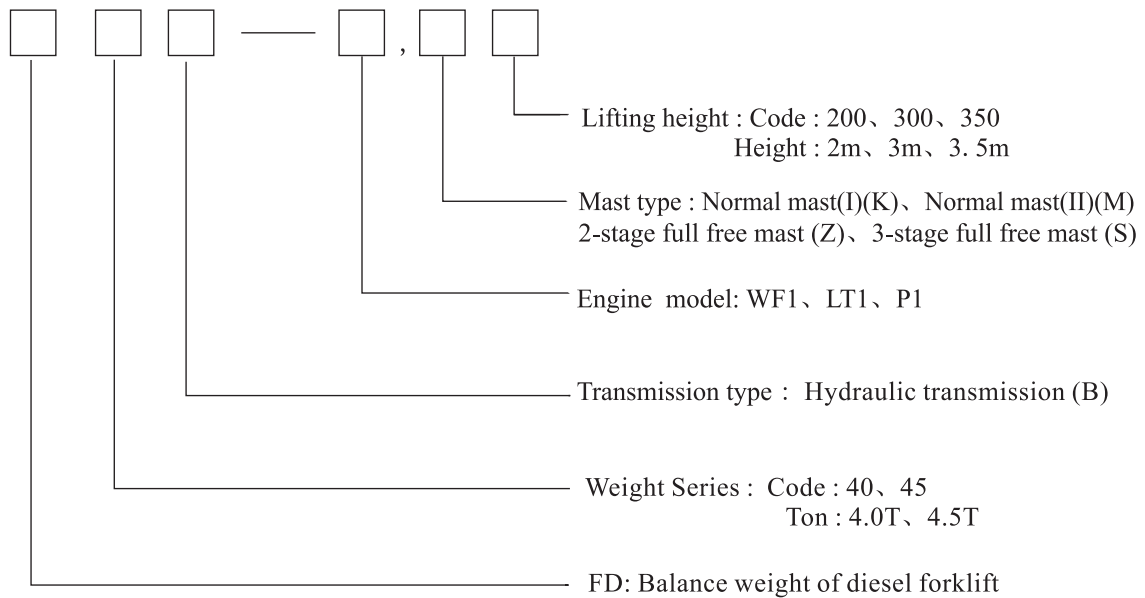 Lifting height : Code : 200、300、350
Height : 2m、3m、3. 5m
Mast type : Normal mast(I)(K)、Normal mast(II)(M)
2-stage full free mast (Z)、3-stage full free mast (S)
Engine model: WF1、LT1、P1
Transmission type : Hydraulic transmission (B)
Weight Series : Code : 40、45
Ton : 4.0T、4.5T
FD: Balance weight of diesel forklift